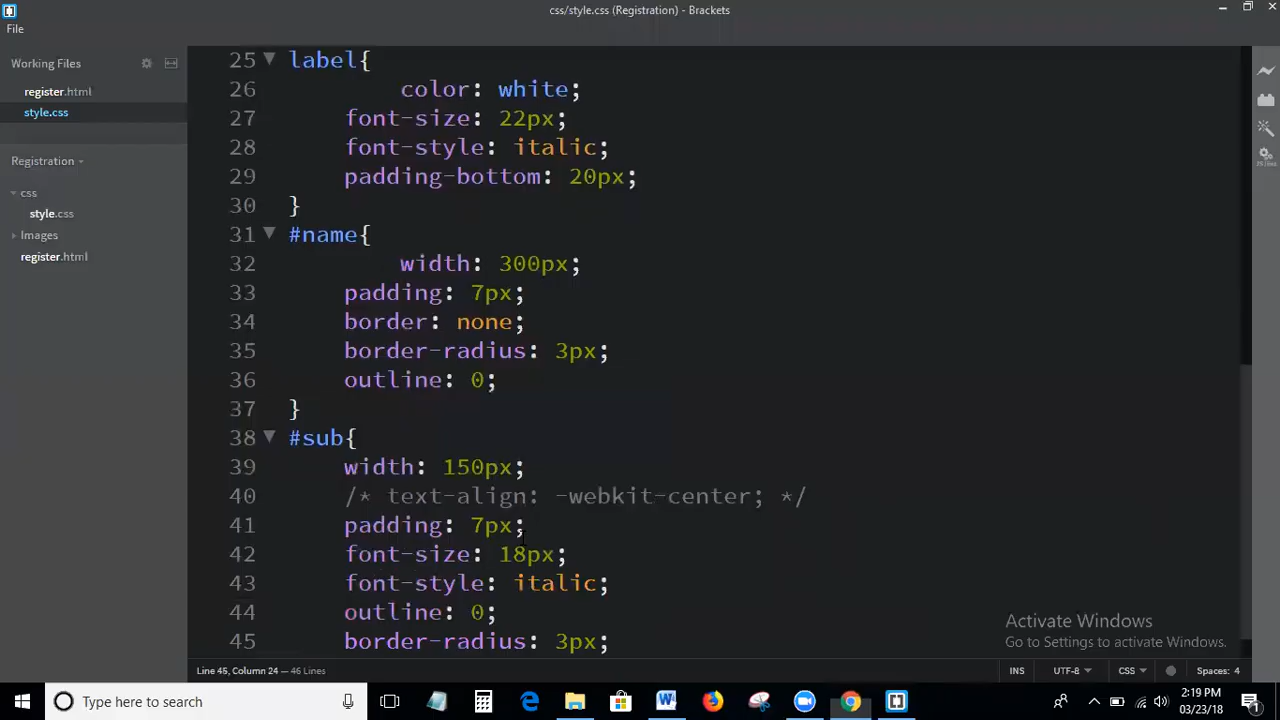 css/style.css (Registration) - Brackets
File
Working Files
register.html
style.css
Registration
css
style.css
Images
register.html
25 label{
26 color: white;
27 font-size: 22px;
28 font-style: italic;
29 padding-bottom: 20px;
30 }
31 #name{
32 width: 300px;
33 padding: 7px;
34 border: none;
35 border-radius: 3px;
36 outline: 0;
37 }
38 #sub{
39 width: 150px;
40 /* text-align: -webkit-center; */
41 padding: 7px;
42 font-size: 18px;
43 font-style: italic;
44 outline: 0;
45 border-radius: 3px;
Activate Windows
Go to Settings to activate Windows.
Line 45, Column 24 — 46 Lines
INS UTF-8 CSS Spaces: 4
Type here to search
2:19 PM
03/23/18